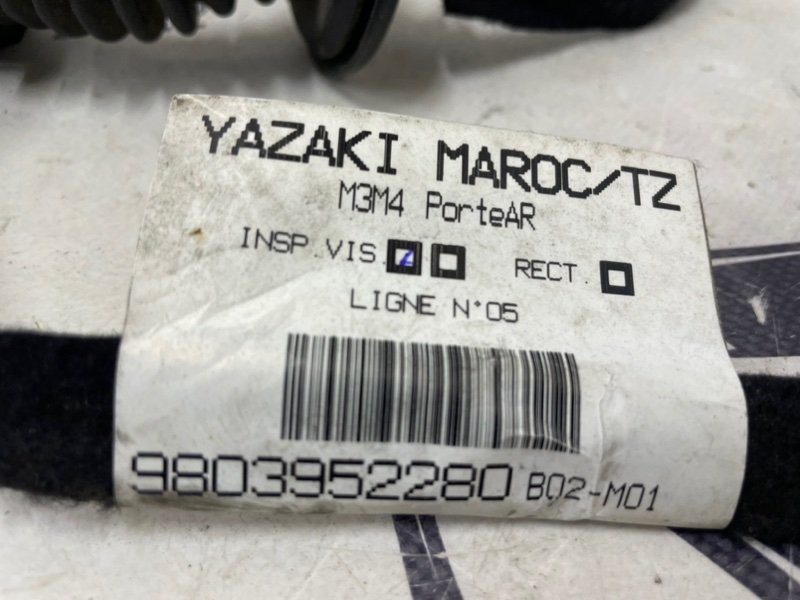 YAZAKI MAROC/TZ
M3M4 PorteAR
INSP.VIS RECT.
LIGNE N°05
9803952280 B02-M01